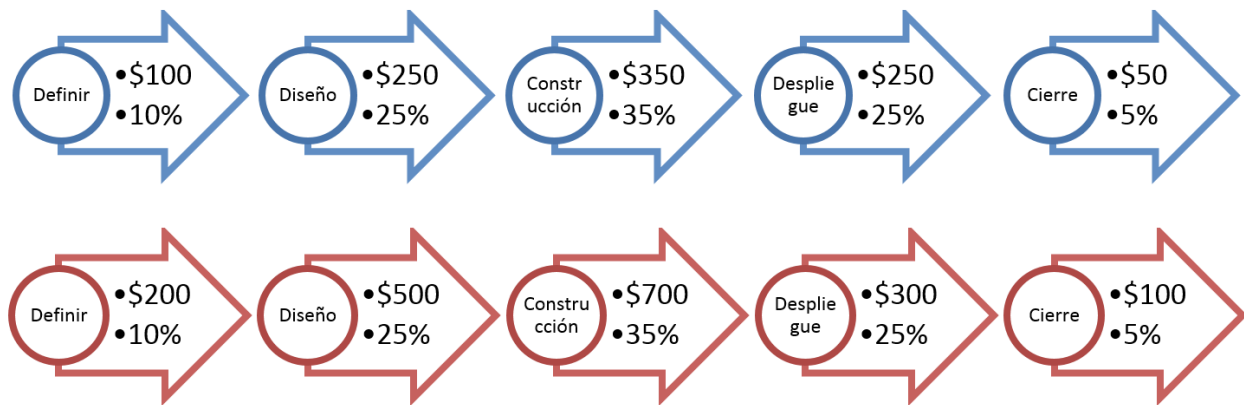 Definir
•$100
•10%
Diseño
•$250
•25%
Constr
ucción
•$350
•35%
Desplie
gue
•$250
•25%
Cierre
•$50
•5%
Definir
•$200
•10%
Diseño
•$500
•25%
Constru
cción
•$700
•35%
Desplie
gue
•$300
•25%
Cierre
•$100
•5%